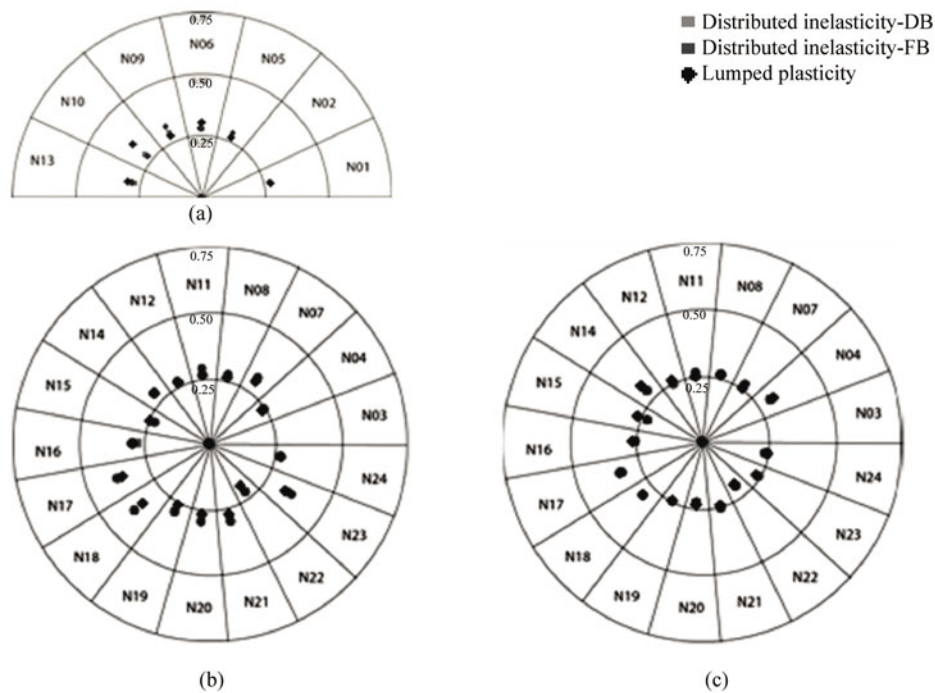 Distributed inelasticity-DB
Distributed inelasticity-FB
Lumped plasticity
0.75
N06
N09
N05
0.50
N10
N02
0.25
N13
N01
(a)
0.75
N11
N08
N12
N07
0.50
N14
N04
N15
0.25
N03
N16
N24
N17
N23
N18
N22
N19
N20
N21
(b)
0.75
N11
N08
N12
N07
0.50
N14
N04
N15
0.25
N03
N16
N24
N17
N23
N18
N22
N19
N20
N21
(c)